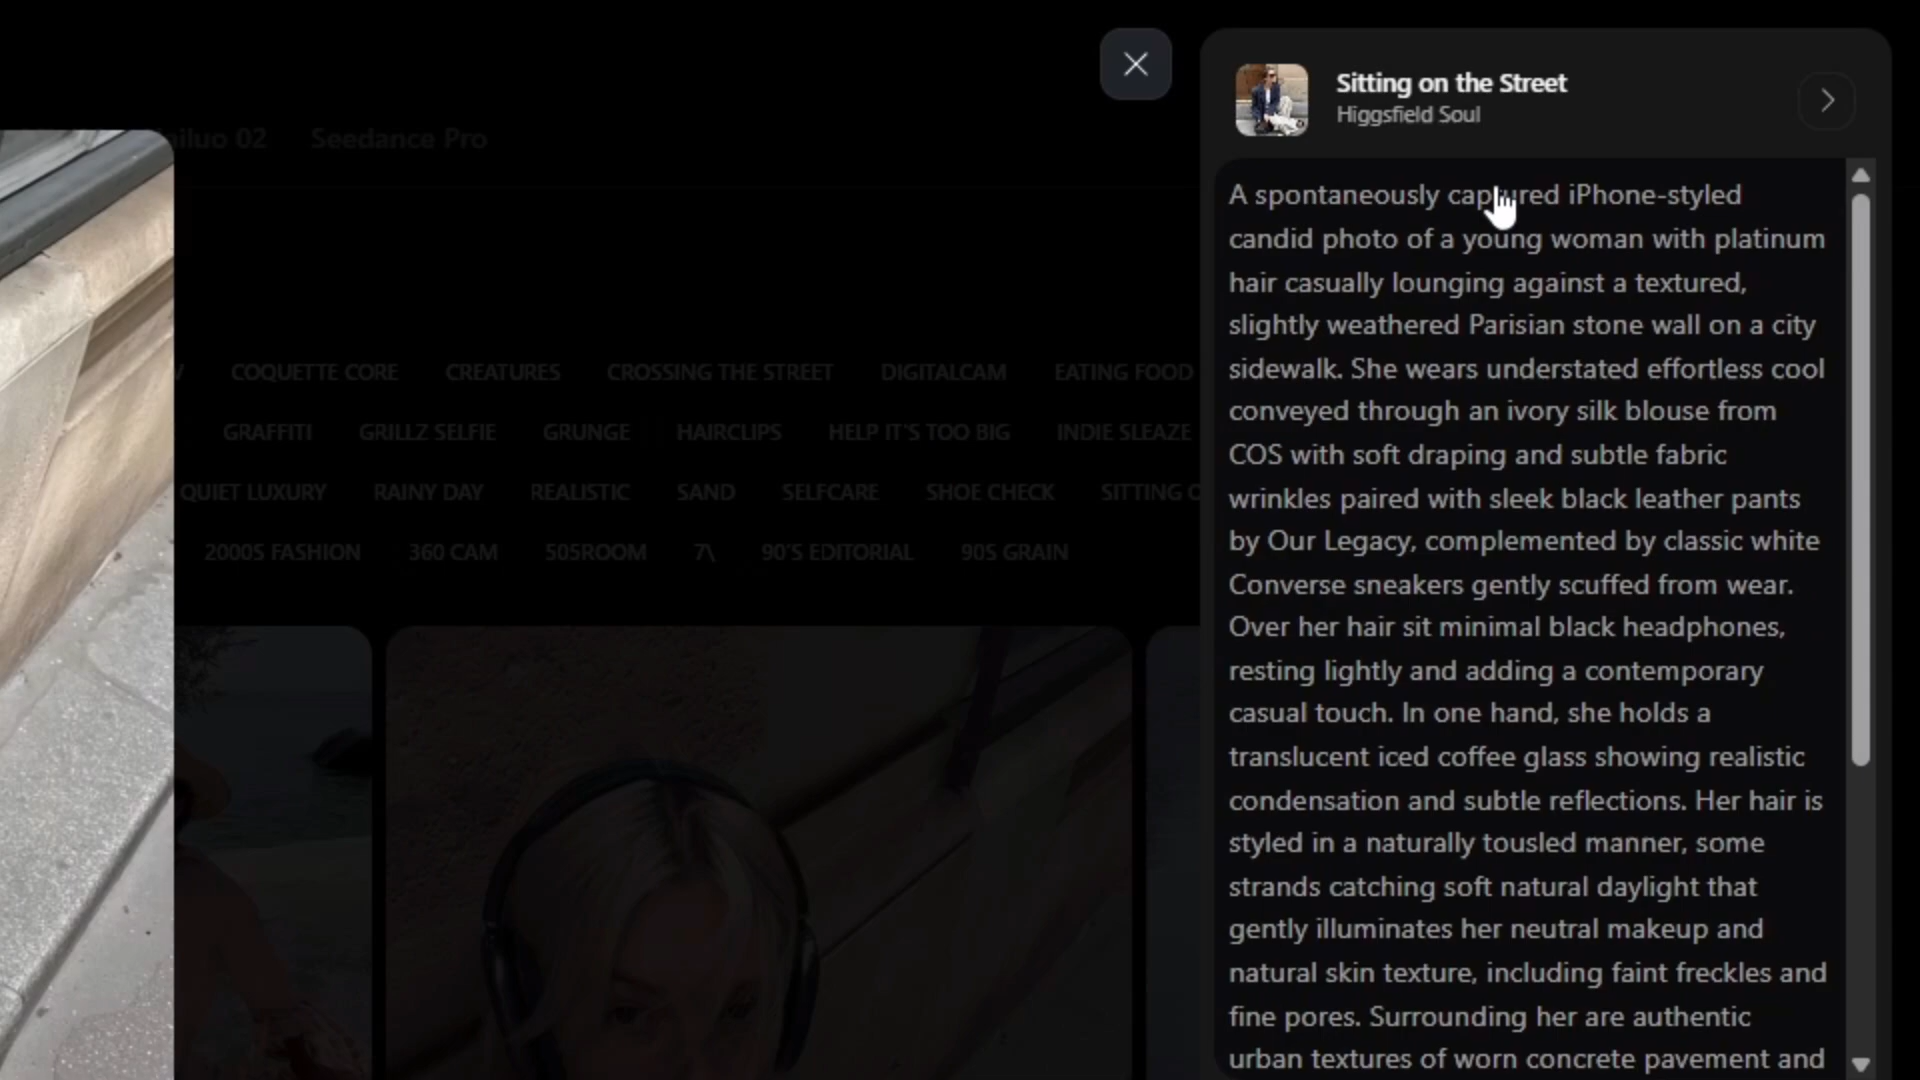 Sitting on the Street
Higgsfield Soul
ailuo 02 Seedance Pro
A spontaneously captured iPhone-styled
candid photo of a young woman with platinum
hair casually lounging against a textured,
slightly weathered Parisian stone wall on a city
sidewalk. She wears understated effortless cool
conveyed through an ivory silk blouse from
COS with soft draping and subtle fabric
wrinkles paired with sleek black leather pants
by Our Legacy, complemented by classic white
Converse sneakers gently scuffed from wear.
Over her hair sit minimal black headphones,
resting lightly and adding a contemporary
casual touch. In one hand, she holds a
translucent iced coffee glass showing realistic
condensation and subtle reflections. Her hair is
styled in a naturally tousled manner, some
strands catching soft natural daylight that
gently illuminates her neutral makeup and
natural skin texture, including faint freckles and
fine pores. Surrounding her are authentic
urban textures of worn concrete pavement and
COQUETTE CORE CREATURES CROSSING THE STREET DIGITALCAM EATING FOOD
GRAFFITI GRILLZ SELFIE GRUNGE HAIRCLIPS HELP IT'S TOO BIG INDIE SLEAZE
QUIET LUXURY RAINY DAY REALISTIC SAND SELFCARE SHOE CHECK SITTING O
2000S FASHION 360 CAM 505ROOM 7\ 90'S EDITORIAL 90S GRAIN